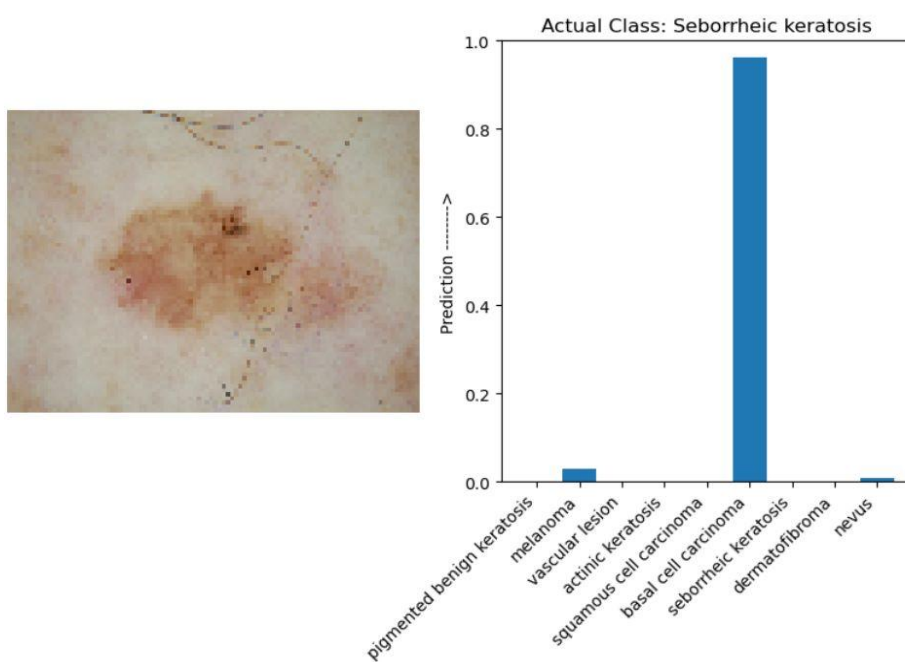 Actual Class: Seborrheic keratosis
Prediction -------->
1.0
0.8
0.6
0.4
0.2
0.0
pigmented benign keratosis
melanoma
vascular lesion
actinic keratosis
squamous cell carcinoma
basal cell carcinoma
seborrheic keratosis
dermatofibroma
nevus